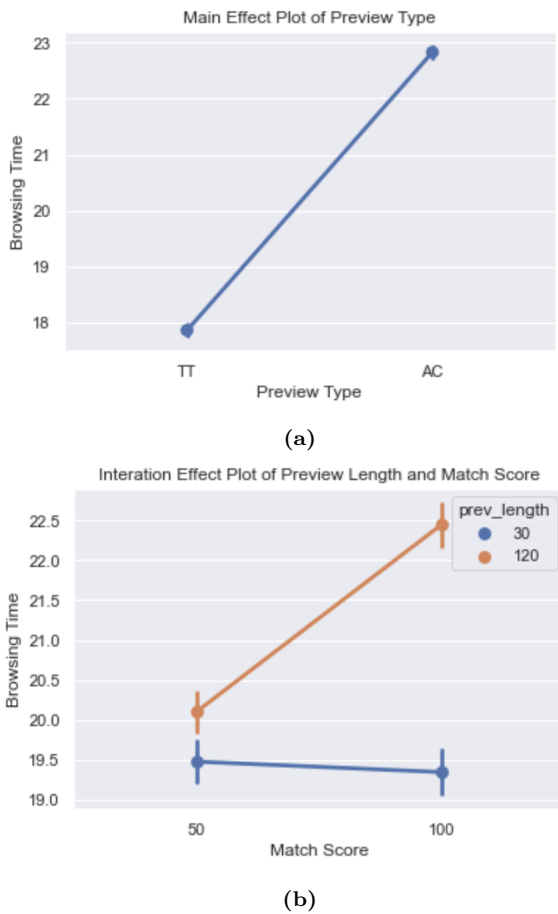 Main Effect Plot of Preview Type
23
22
21
20
19
18
Browsing Time
TT
AC
Preview Type
(a)
Interation Effect Plot of Preview Length and Match Score
prev_length
30
120
22.5
22.0
21.5
21.0
20.5
20.0
19.5
19.0
Browsing Time
50
100
Match Score
(b)